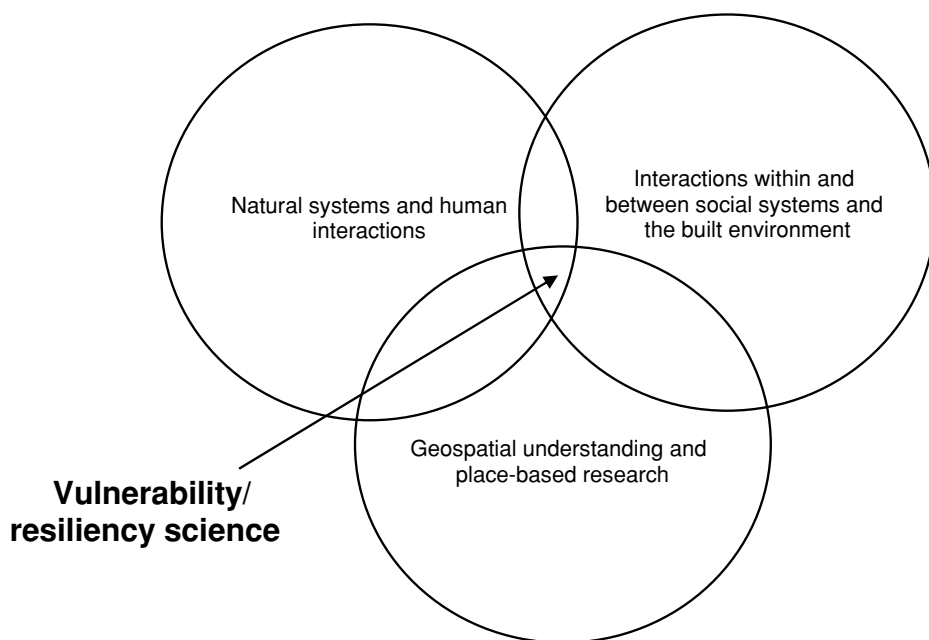 Natural systems and human
interactions
Interactions within and
between social systems and
the built environment
Geospatial understanding and
place-based research
Vulnerability/
resiliency science